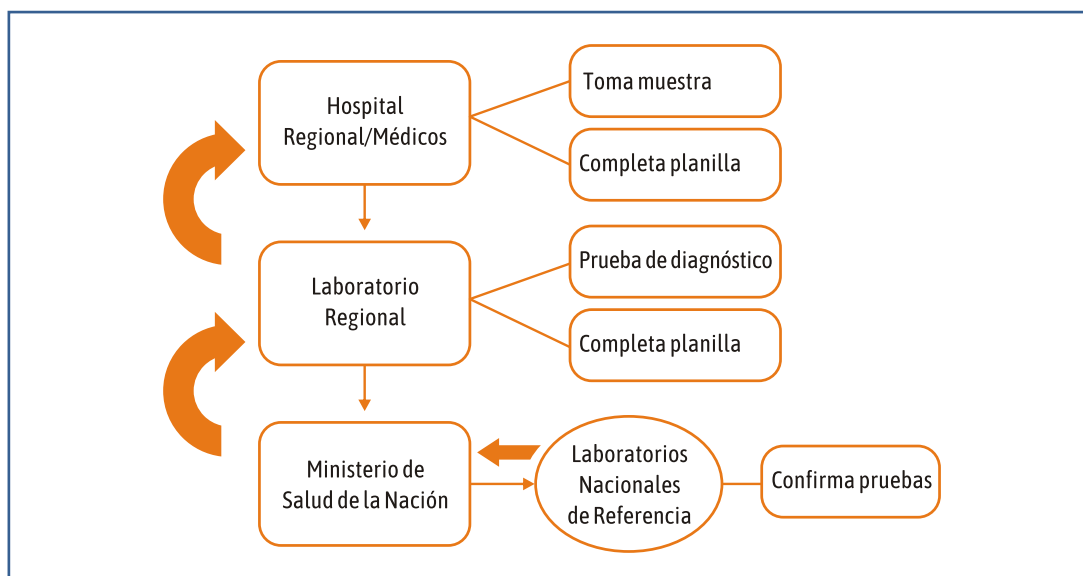 Hospital
Regional/Médicos
Toma muestra
Completa planilla
Laboratorio
Regional
Prueba de diagnóstico
Completa planilla
Ministerio de
Salud de la Nación
Laboratorios
Nacionales
de Referencia
Confirma pruebas